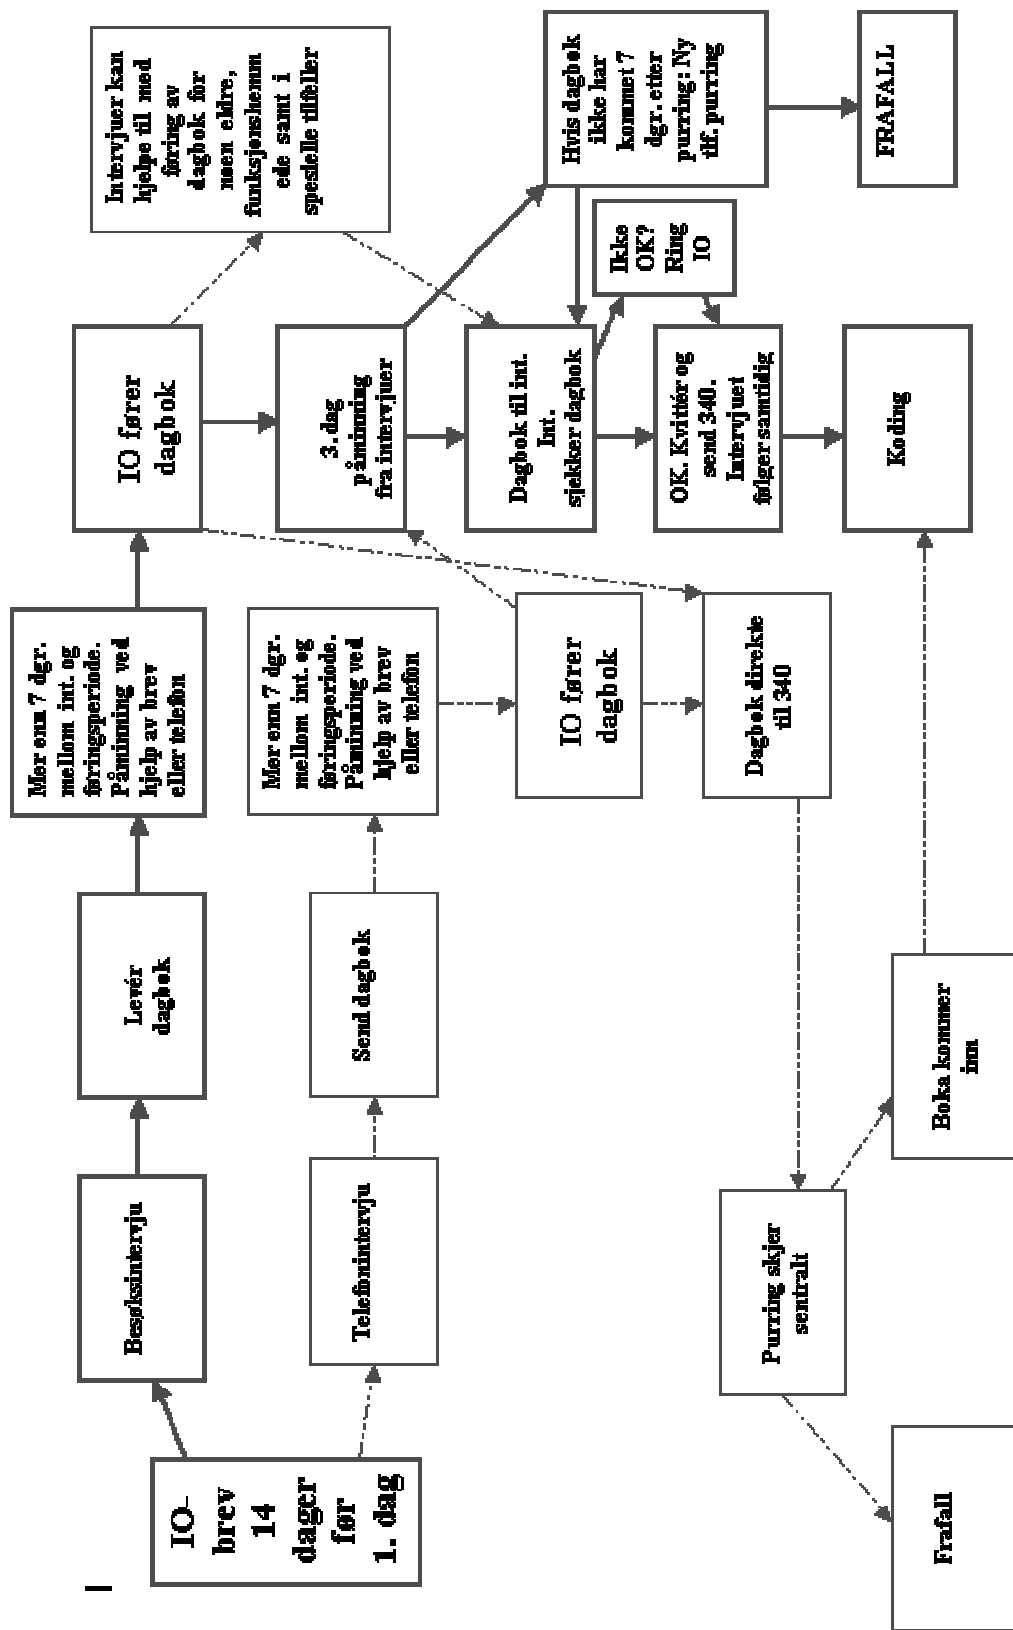 IO-
brev
14
dager
før
1. dag
Besøksintervju
Levér
dagbok
Mer enn 7 dgr.
mellom int. og
føringsperiode.
Påminning ved
hjelp av brev
eller telefon
IO fører
dagbok
Intervjuer kan
hjelpe til med
føring av
dagbok for
noen eldre,
funksjonshemm
ede samt i
spesielle tilfeller
Telefonintervju
Send dagbok
Mer enn 7 dgr.
mellom int. og
føringsperiode.
Påminning ved
hjelp av brev
eller telefon
IO fører
dagbok
3. dag
påminning
fra intervjuer
Dagbok til int.
Int.
sjekker dagbok
Hvis dagbok
ikke har
kommet 7
dgr. etter
purring: Ny
tlf. purring
Ikke
OK?
Ring
IO
OK. Kvittér og
send 340.
Intervjuet
følger samtidig
Dagbok direkte
til 340
Purring skjer
sentralt
Frafall
Boka kommer
inn
Koding
FRAFALL